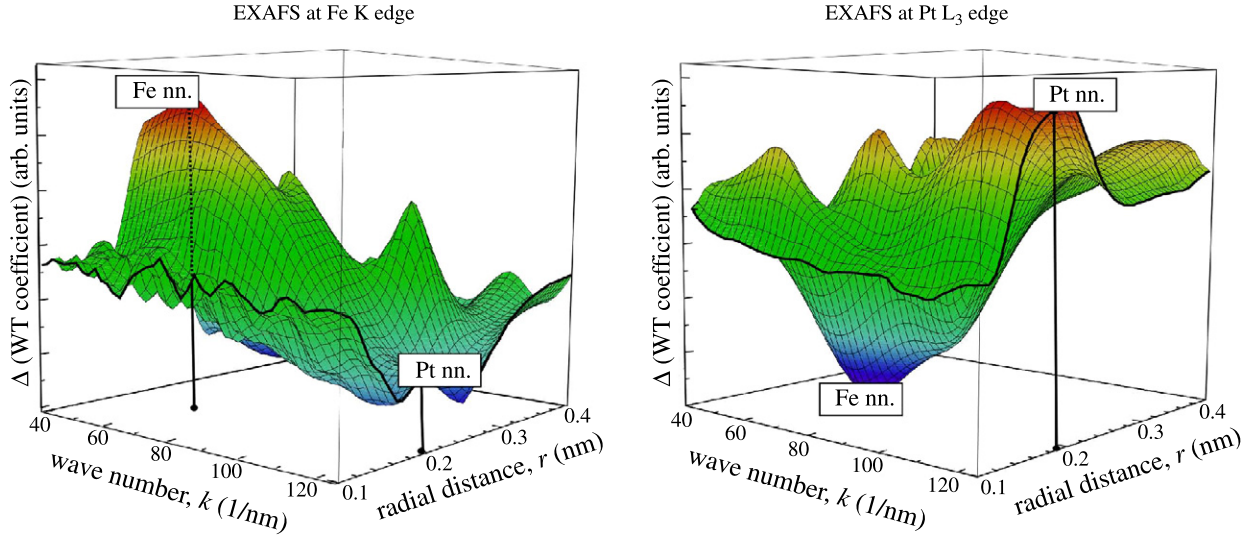 EXAFS at Fe K edge
Δ (WT coefficient) (arb. units)
Fe nn.
Pt nn.
40
60
80
100
120
wave number, k (1/nm)
0.1
0.2
0.3
0.4
radial distance, r (nm)
EXAFS at Pt L₃ edge
Δ (WT coefficient) (arb. units)
Pt nn.
Fe nn.
40
60
80
100
120
wave number, k (1/nm)
0.1
0.2
0.3
0.4
radial distance, r (nm)